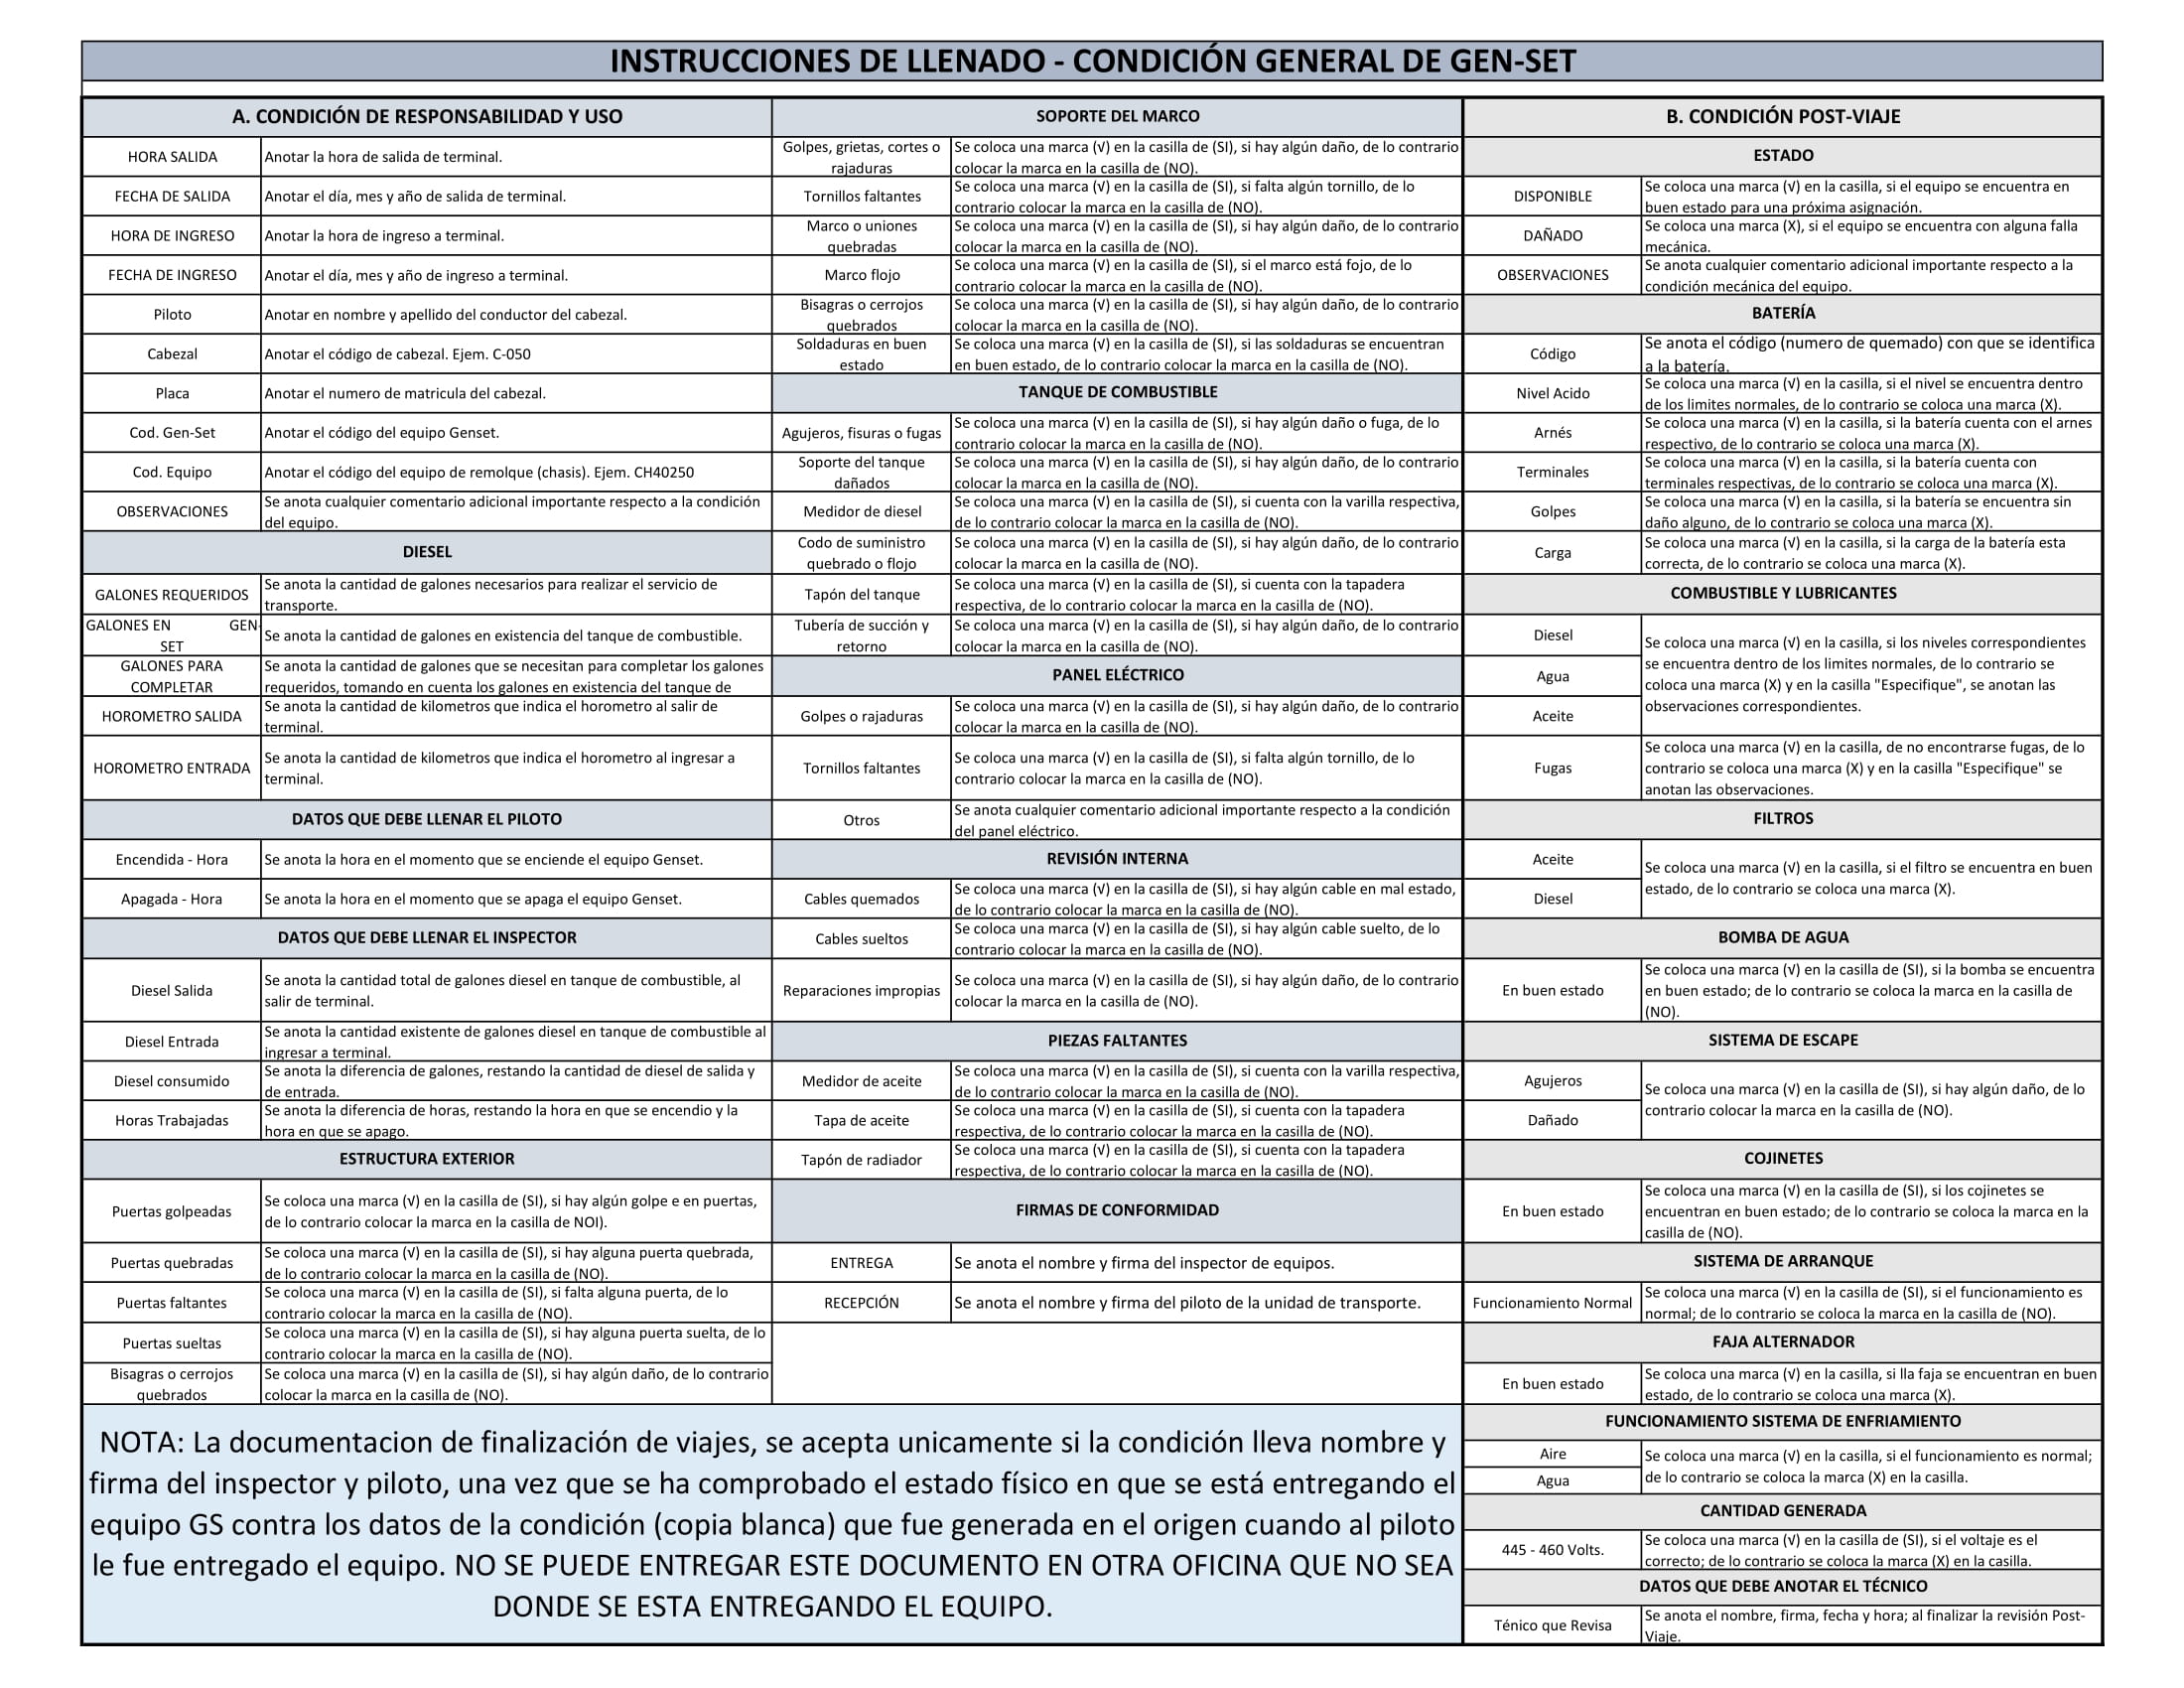 INSTRUCCIONES DE LLENADO - CONDICIÓN GENERAL DE GEN-SET
A. CONDICIÓN DE RESPONSABILIDAD Y USO
HORA SALIDA
Anotar la hora de salida de terminal.
FECHA DE SALIDA
Anotar el día, mes y año de salida de terminal.
HORA DE INGRESO
Anotar la hora de ingreso a terminal.
FECHA DE INGRESO
Anotar el día, mes y año de ingreso a terminal.
Piloto
Anotar en nombre y apellido del conductor del cabezal.
Cabezal
Anotar el código de cabezal. Ejem. C-050
Placa
Anotar el numero de matricula del cabezal.
Cod. Gen-Set
Anotar el código del equipo Genset.
Cod. Equipo
Anotar el código del equipo de remolque (chasis). Ejem. CH40250
OBSERVACIONES
Se anota cualquier comentario adicional importante respecto a la condición
del equipo.
DIESEL
GALONES REQUERIDOS
Se anota la cantidad de galones necesarios para realizar el servicio de
transporte.
GALONES EN GEN-
SET
Se anota la cantidad de galones en existencia del tanque de combustible.
GALONES PARA
COMPLETAR
Se anota la cantidad de galones que se necesitan para completar los galones
requeridos, tomando en cuenta los galones en existencia del tanque de
HOROMETRO SALIDA
Se anota la cantidad de kilometros que indica el horometro al salir de
terminal.
HOROMETRO ENTRADA
Se anota la cantidad de kilometros que indica el horometro al ingresar a
terminal.
DATOS QUE DEBE LLENAR EL PILOTO
Encendida - Hora
Se anota la hora en el momento que se enciende el equipo Genset.
Apagada - Hora
Se anota la hora en el momento que se apaga el equipo Genset.
DATOS QUE DEBE LLENAR EL INSPECTOR
Diesel Salida
Se anota la cantidad total de galones diesel en tanque de combustible, al
salir de terminal.
Diesel Entrada
Se anota la cantidad existente de galones diesel en tanque de combustible al
ingresar a terminal.
Diesel consumido
Se anota la diferencia de galones, restando la cantidad de diesel de salida y
de entrada.
Horas Trabajadas
Se anota la diferencia de horas, restando la hora en que se encendio y la
hora en que se apago.
ESTRUCTURA EXTERIOR
Puertas golpeadas
Se coloca una marca (√) en la casilla de (SI), si hay algún golpe e en puertas,
de lo contrario colocar la marca en la casilla de NOI).
Puertas quebradas
Se coloca una marca (√) en la casilla de (SI), si hay alguna puerta quebrada,
de lo contrario colocar la marca en la casilla de (NO).
Puertas faltantes
Se coloca una marca (√) en la casilla de (SI), si falta alguna puerta, de lo
contrario colocar la marca en la casilla de (NO).
Puertas sueltas
Se coloca una marca (√) en la casilla de (SI), si hay alguna puerta suelta, de lo
contrario colocar la marca en la casilla de (NO).
Bisagras o cerrojos
quebrados
Se coloca una marca (√) en la casilla de (SI), si hay algún daño, de lo contrario
colocar la marca en la casilla de (NO).
SOPORTE DEL MARCO
Golpes, grietas, cortes o
rajaduras
Se coloca una marca (√) en la casilla de (SI), si hay algún daño, de lo contrario
colocar la marca en la casilla de (NO).
Tornillos faltantes
Se coloca una marca (√) en la casilla de (SI), si falta algún tornillo, de lo
contrario colocar la marca en la casilla de (NO).
Marco o uniones
quebradas
Se coloca una marca (√) en la casilla de (SI), si hay algún daño, de lo contrario
colocar la marca en la casilla de (NO).
Marco flojo
Se coloca una marca (√) en la casilla de (SI), si el marco está fojo, de lo
contrario colocar la marca en la casilla de (NO).
Bisagras o cerrojos
quebrados
Se coloca una marca (√) en la casilla de (SI), si hay algún daño, de lo contrario
colocar la marca en la casilla de (NO).
Soldaduras en buen
estado
Se coloca una marca (√) en la casilla de (SI), si las soldaduras se encuentran
en buen estado, de lo contrario colocar la marca en la casilla de (NO).
TANQUE DE COMBUSTIBLE
Agujeros, fisuras o fugas
Se coloca una marca (√) en la casilla de (SI), si hay algún daño o fuga, de lo
contrario colocar la marca en la casilla de (NO).
Soporte del tanque
dañados
Se coloca una marca (√) en la casilla de (SI), si hay algún daño, de lo contrario
colocar la marca en la casilla de (NO).
Medidor de diesel
Se coloca una marca (√) en la casilla de (SI), si cuenta con la varilla respectiva,
de lo contrario colocar la marca en la casilla de (NO).
Codo de suministro
quebrado o flojo
Se coloca una marca (√) en la casilla de (SI), si hay algún daño, de lo contrario
colocar la marca en la casilla de (NO).
Tapón del tanque
Se coloca una marca (√) en la casilla de (SI), si cuenta con la tapadera
respectiva, de lo contrario colocar la marca en la casilla de (NO).
Tubería de succión y
retorno
Se coloca una marca (√) en la casilla de (SI), si hay algún daño, de lo contrario
colocar la marca en la casilla de (NO).
PANEL ELÉCTRICO
Golpes o rajaduras
Se coloca una marca (√) en la casilla de (SI), si hay algún daño, de lo contrario
colocar la marca en la casilla de (NO).
Tornillos faltantes
Se coloca una marca (√) en la casilla de (SI), si falta algún tornillo, de lo
contrario colocar la marca en la casilla de (NO).
Otros
Se anota cualquier comentario adicional importante respecto a la condición
del panel eléctrico.
REVISIÓN INTERNA
Cables quemados
Se coloca una marca (√) en la casilla de (SI), si hay algún cable en mal estado,
de lo contrario colocar la marca en la casilla de (NO).
Cables sueltos
Se coloca una marca (√) en la casilla de (SI), si hay algún cable suelto, de lo
contrario colocar la marca en la casilla de (NO).
Reparaciones impropias
Se coloca una marca (√) en la casilla de (SI), si hay algún daño, de lo contrario
colocar la marca en la casilla de (NO).
PIEZAS FALTANTES
Medidor de aceite
Se coloca una marca (√) en la casilla de (SI), si cuenta con la varilla respectiva,
de lo contrario colocar la marca en la casilla de (NO).
Tapa de aceite
Se coloca una marca (√) en la casilla de (SI), si cuenta con la tapadera
respectiva, de lo contrario colocar la marca en la casilla de (NO).
Tapón de radiador
Se coloca una marca (√) en la casilla de (SI), si cuenta con la tapadera
respectiva, de lo contrario colocar la marca en la casilla de (NO).
FIRMAS DE CONFORMIDAD
ENTREGA
Se anota el nombre y firma del inspector de equipos.
RECEPCIÓN
Se anota el nombre y firma del piloto de la unidad de transporte.
NOTA: La documentacion de finalización de viajes, se acepta unicamente si la condición lleva nombre y
firma del inspector y piloto, una vez que se ha comprobado el estado físico en que se está entregando el
equipo GS contra los datos de la condición (copia blanca) que fue generada en el origen cuando al piloto
le fue entregado el equipo. NO SE PUEDE ENTREGAR ESTE DOCUMENTO EN OTRA OFICINA QUE NO SEA
DONDE SE ESTA ENTREGANDO EL EQUIPO.
B. CONDICIÓN POST-VIAJE
ESTADO
DISPONIBLE
Se coloca una marca (√) en la casilla, si el equipo se encuentra en
buen estado para una próxima asignación.
DAÑADO
Se coloca una marca (X), si el equipo se encuentra con alguna falla
mecánica.
OBSERVACIONES
Se anota cualquier comentario adicional importante respecto a la
condición mecánica del equipo.
BATERÍA
Código
Se anota el código (numero de quemado) con que se identifica
a la batería.
Nivel Acido
Se coloca una marca (√) en la casilla, si el nivel se encuentra dentro
de los limites normales, de lo contrario se coloca una marca (X).
Arnés
Se coloca una marca (√) en la casilla, si la batería cuenta con el arnes
respectivo, de lo contrario se coloca una marca (X).
Terminales
Se coloca una marca (√) en la casilla, si la batería cuenta con
terminales respectivas, de lo contrario se coloca una marca (X).
Golpes
Se coloca una marca (√) en la casilla, si la batería se encuentra sin
daño alguno, de lo contrario se coloca una marca (X).
Carga
Se coloca una marca (√) en la casilla, si la carga de la batería esta
correcta, de lo contrario se coloca una marca (X).
COMBUSTIBLE Y LUBRICANTES
Diesel
Agua
Aceite
Se coloca una marca (√) en la casilla, si los niveles correspondientes
se encuentra dentro de los limites normales, de lo contrario se
coloca una marca (X) y en la casilla "Especifique", se anotan las
observaciones correspondientes.
Fugas
Se coloca una marca (√) en la casilla, de no encontrarse fugas, de lo
contrario se coloca una marca (X) y en la casilla "Especifique" se
anotan las observaciones.
FILTROS
Aceite
Diesel
Se coloca una marca (√) en la casilla, si el filtro se encuentra en buen
estado, de lo contrario se coloca una marca (X).
BOMBA DE AGUA
En buen estado
Se coloca una marca (√) en la casilla de (SI), si la bomba se encuentra
en buen estado; de lo contrario se coloca la marca en la casilla de
(NO).
SISTEMA DE ESCAPE
Agujeros
Dañado
Se coloca una marca (√) en la casilla de (SI), si hay algún daño, de lo
contrario colocar la marca en la casilla de (NO).
COJINETES
En buen estado
Se coloca una marca (√) en la casilla de (SI), si los cojinetes se
encuentran en buen estado; de lo contrario se coloca la marca en la
casilla de (NO).
SISTEMA DE ARRANQUE
Funcionamiento Normal
Se coloca una marca (√) en la casilla de (SI), si el funcionamiento es
normal; de lo contrario se coloca la marca en la casilla de (NO).
FAJA ALTERNADOR
En buen estado
Se coloca una marca (√) en la casilla, si lla faja se encuentran en buen
estado, de lo contrario se coloca una marca (X).
FUNCIONAMIENTO SISTEMA DE ENFRIAMIENTO
Aire
Agua
Se coloca una marca (√) en la casilla, si el funcionamiento es normal;
de lo contrario se coloca la marca (X) en la casilla.
CANTIDAD GENERADA
445 - 460 Volts.
Se coloca una marca (√) en la casilla de (SI), si el voltaje es el
correcto; de lo contrario se coloca la marca (X) en la casilla.
DATOS QUE DEBE ANOTAR EL TÉCNICO
Ténico que Revisa
Se anota el nombre, firma, fecha y hora; al finalizar la revisión Post-
Viaje.